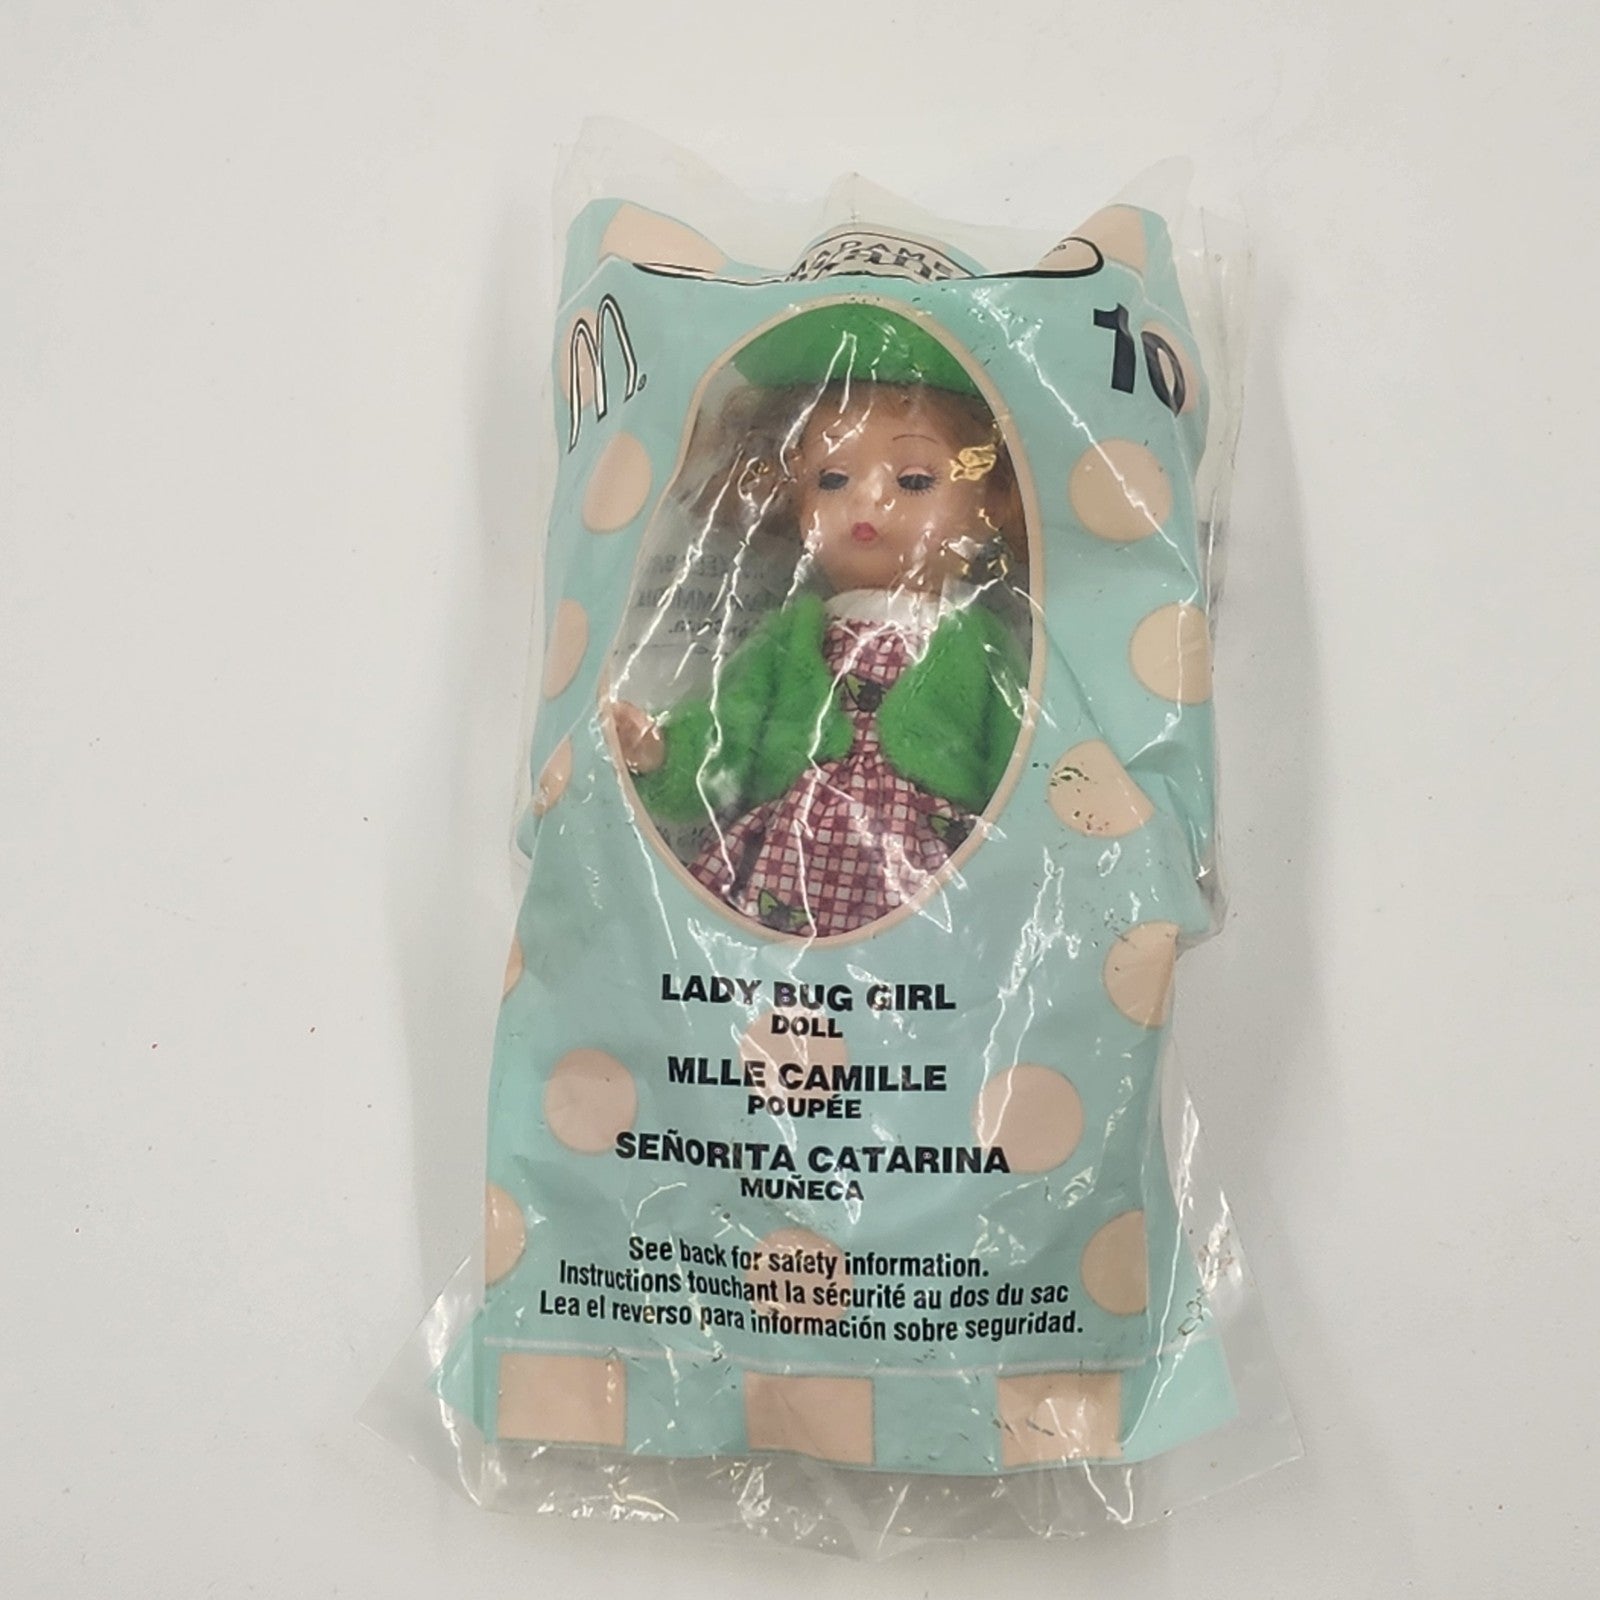 MADAME
M
10
LADY BUG GIRL
DOLL
MLLE CAMILLE
POUPÉE
SEÑORITA CATARINA
MUÑECA
See back for safety information.
Instructions touchant la sécurité au dos du sac
Lea el reverso para información sobre seguridad.